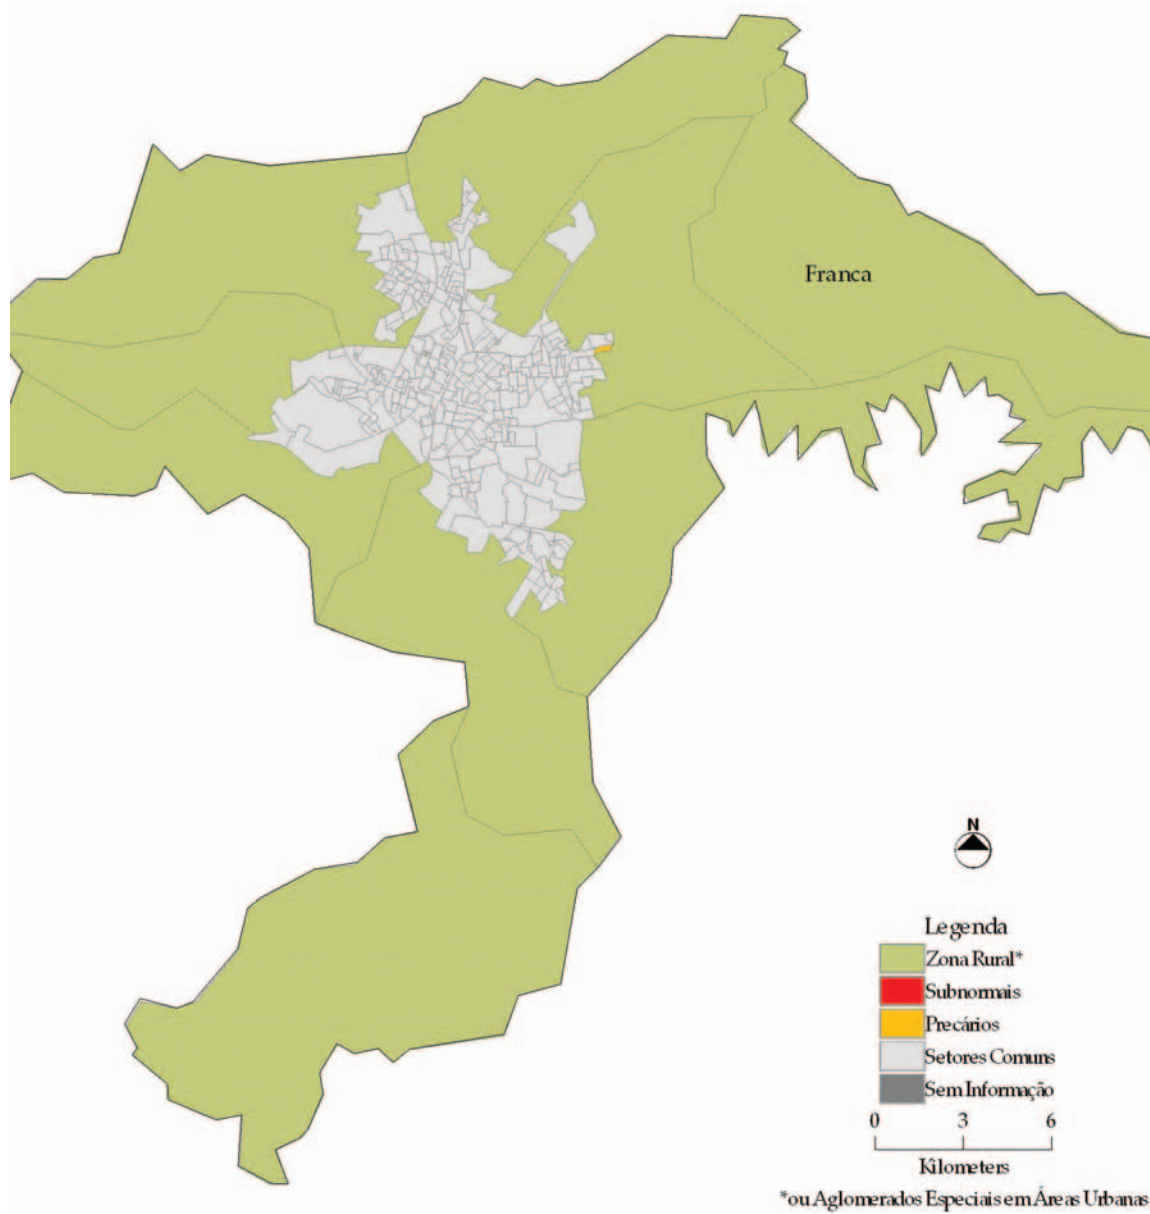 Franca
N
Legenda
Zona Rural*
Subnormais
Precários
Setores Comuns
Sem Informação
0 3 6
Kilometers
*ou Aglomerados Especiais em Áreas Urbanas